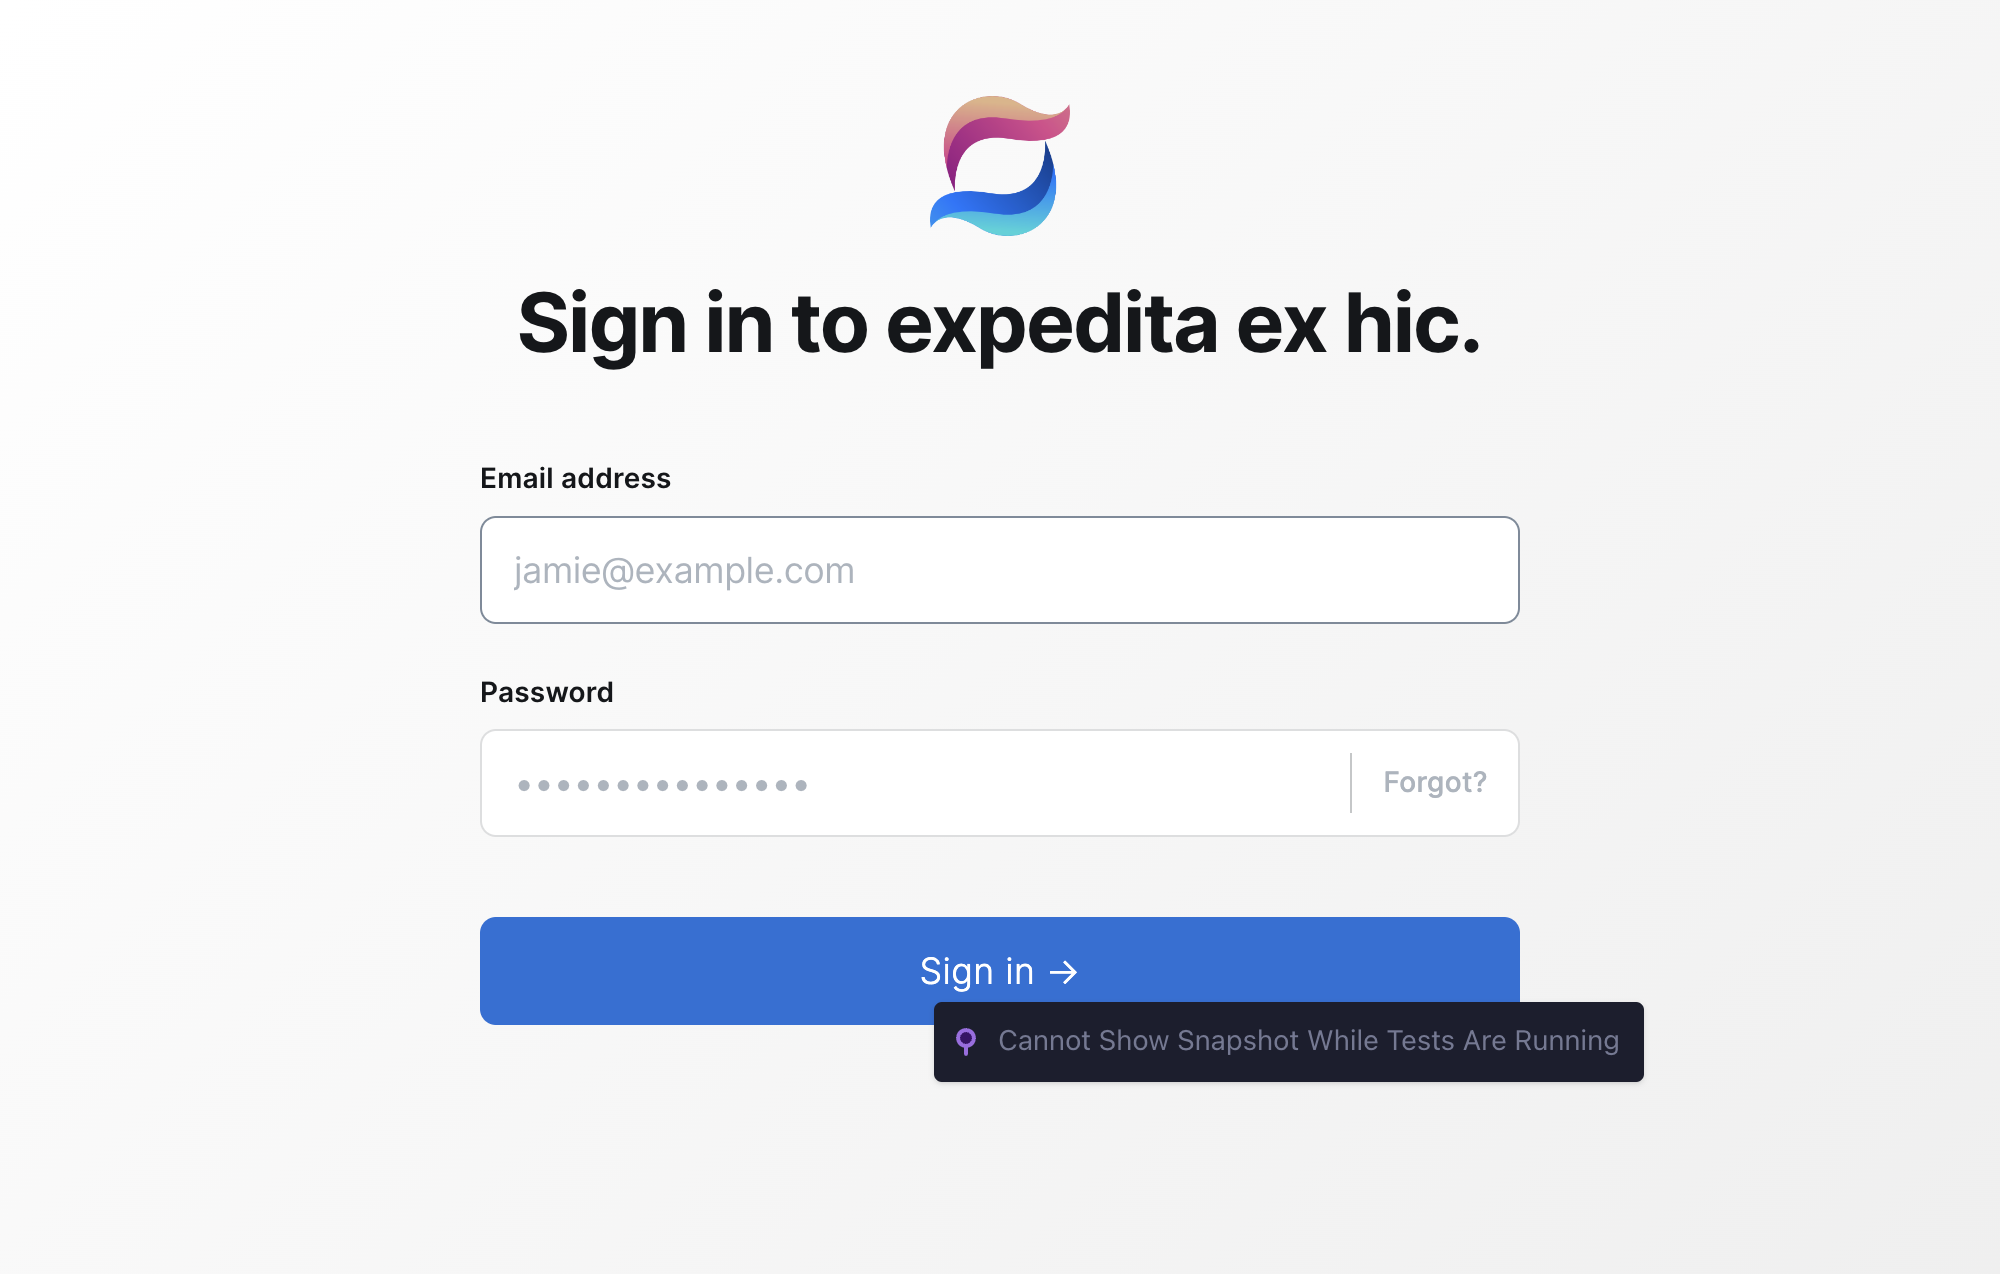 Sign in to expedita ex hic.
Email address
jamie@example.com
Password
•••••••••••••••
Forgot?
Sign in →
Cannot Show Snapshot While Tests Are Running